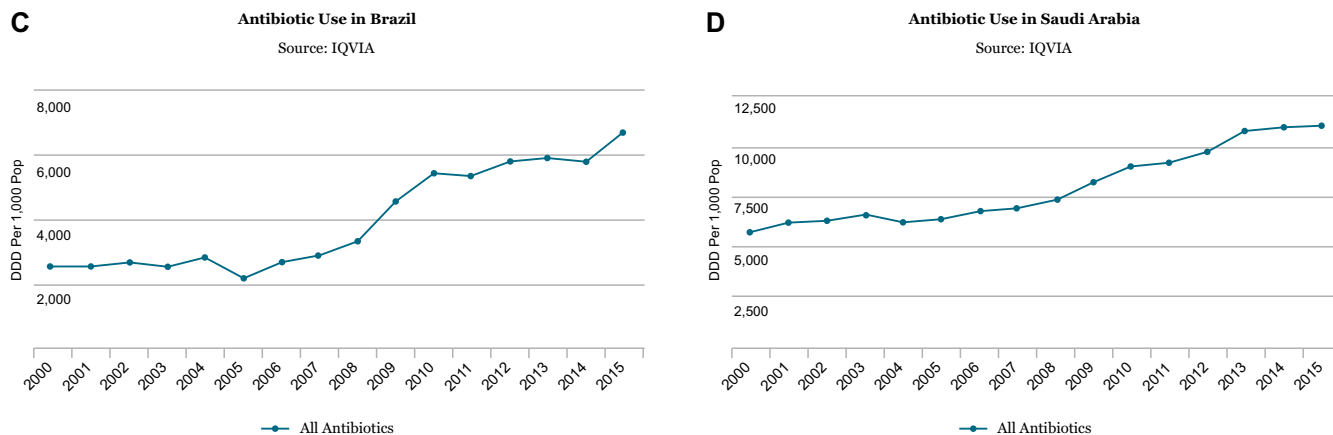 C
Antibiotic Use in Brazil
Source: IQVIA
8,000
6,000
4,000
2,000
DDD Per 1,000 Pop
2000 2001 2002 2003 2004 2005 2006 2007 2008 2009 2010 2011 2012 2013 2014 2015
All Antibiotics
D
Antibiotic Use in Saudi Arabia
Source: IQVIA
12,500
10,000
7,500
5,000
2,500
DDD Per 1,000 Pop
2000 2001 2002 2003 2004 2005 2006 2007 2008 2009 2010 2011 2012 2013 2014 2015
All Antibiotics